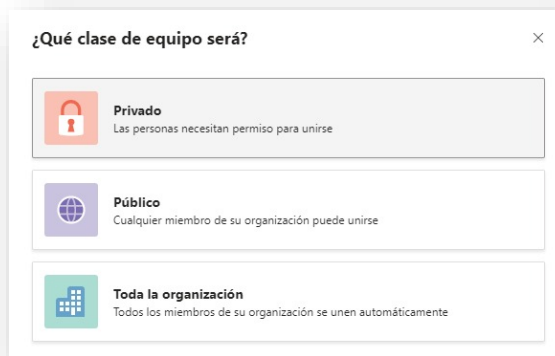 ¿Qué clase de equipo será?
Privado
Las personas necesitan permiso para unirse
Público
Cualquier miembro de su organización puede unirse
Toda la organización
Todos los miembros de su organización se unen automáticamente